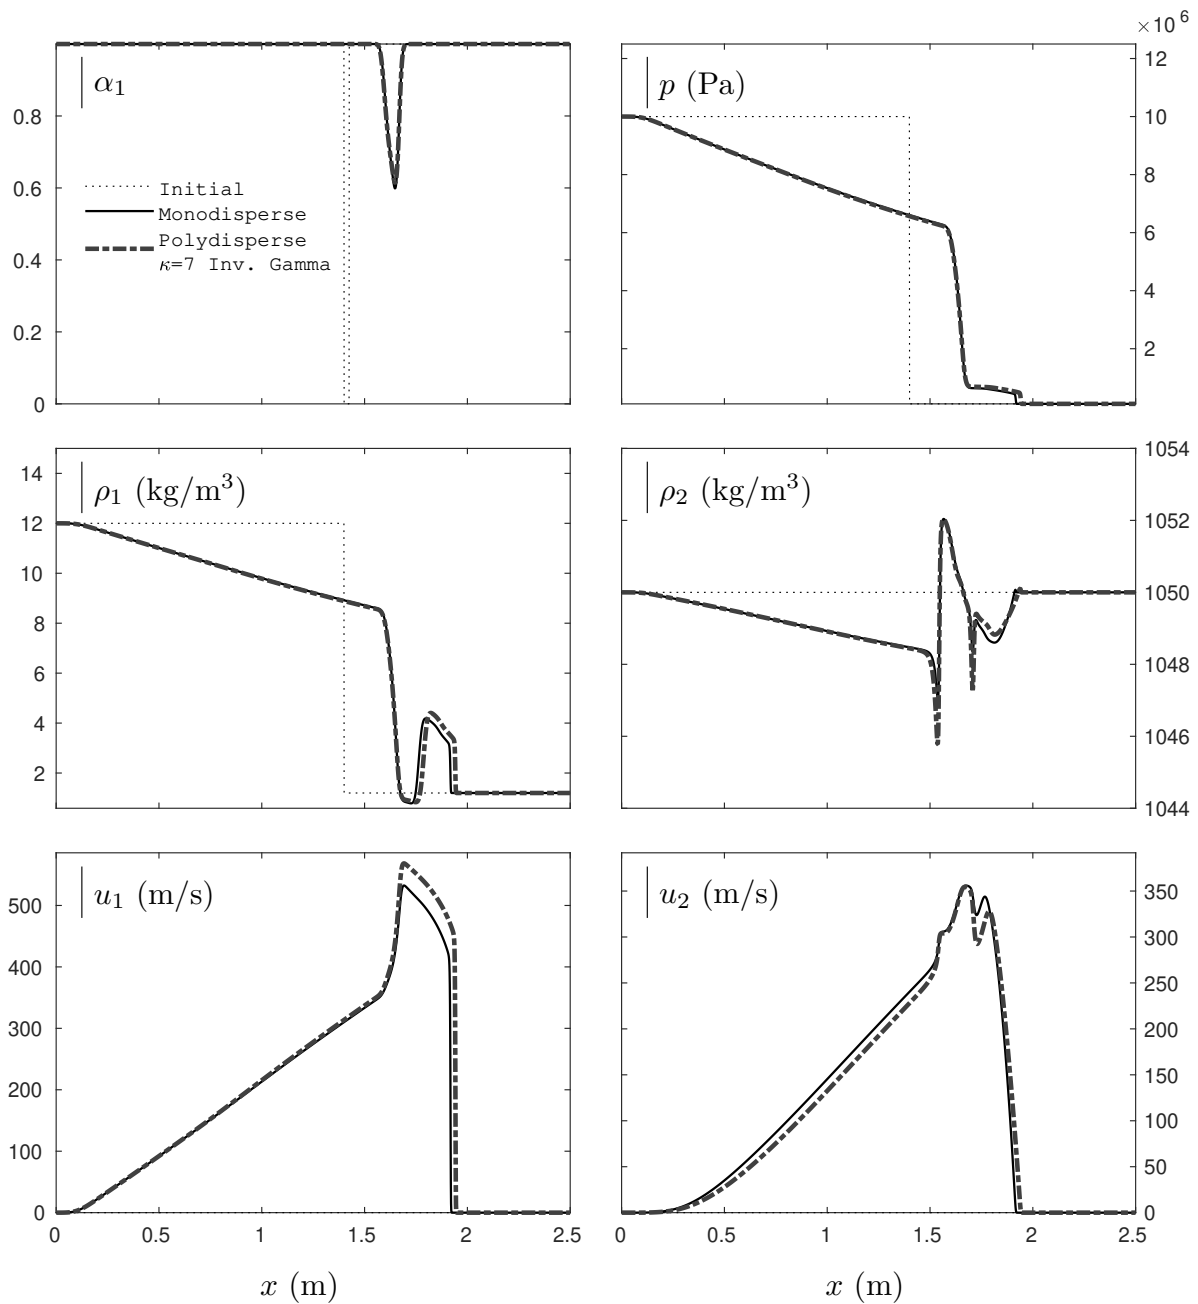 ×10⁶
α₁
p (Pa)
12
0.8
10
Initial
Monodisperse
Polydisperse
κ=7 Inv. Gamma
0.6
8
0.4
6
4
0.2
2
0
ρ₁ (kg/m³)
ρ₂ (kg/m³)
14
12
10
8
6
4
2
1054
1052
1050
1048
1046
1044
u₁ (m/s)
u₂ (m/s)
500
400
300
200
100
0
350
300
250
200
150
100
50
0
0 0.5 1 1.5 2 2.5
0 0.5 1 1.5 2 2.5
x (m)
x (m)